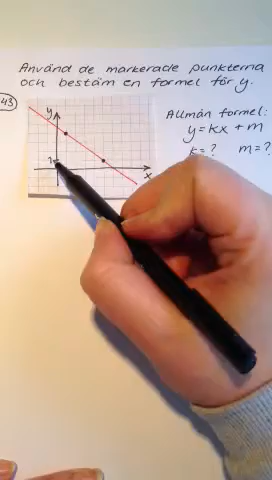 Använd de markerade punkterna
och bestäm en formel för y.
43
y
1
x
Allmän formel:
y=kx+m
k=? m=?